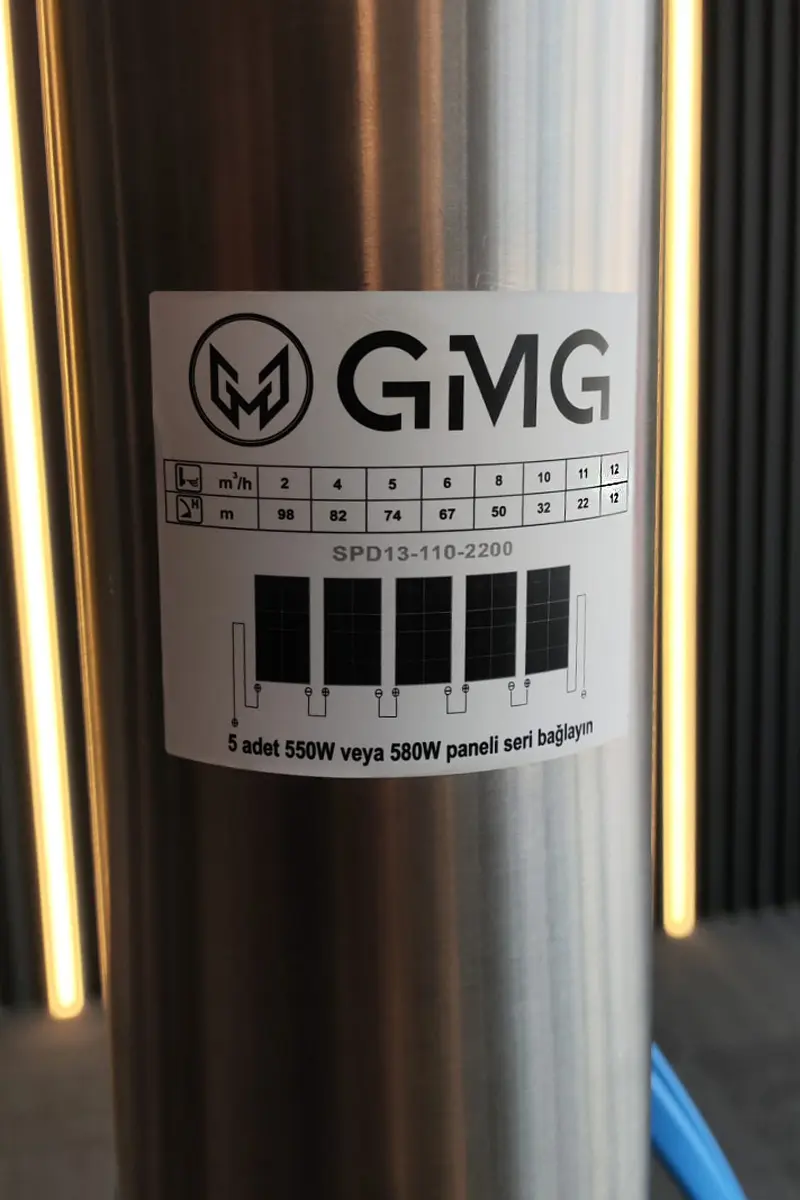 GMG
m³/h 2 4 5 6 8 10 11 12
H m 98 82 74 67 50 32 22 12
SPD13-110-2200
5 adet 550W veya 580W paneli seri bağlayın